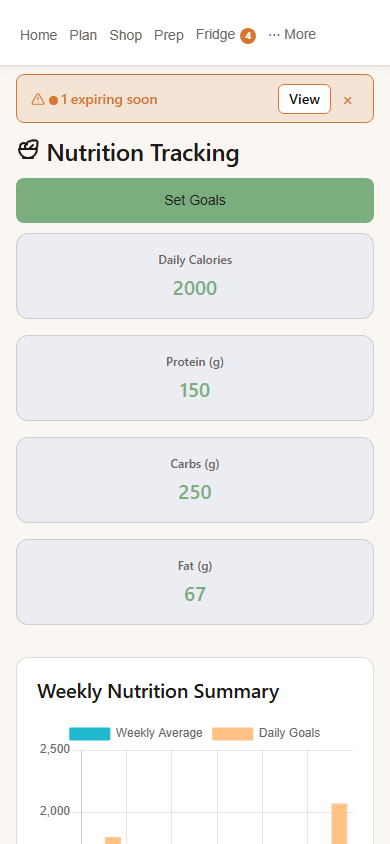 Home Plan Shop Prep Fridge 4 ··· More
1 expiring soon View ×
Nutrition Tracking
Set Goals
Daily Calories
2000
Protein (g)
150
Carbs (g)
250
Fat (g)
67
Weekly Nutrition Summary
Weekly Average Daily Goals
2,500
2,000